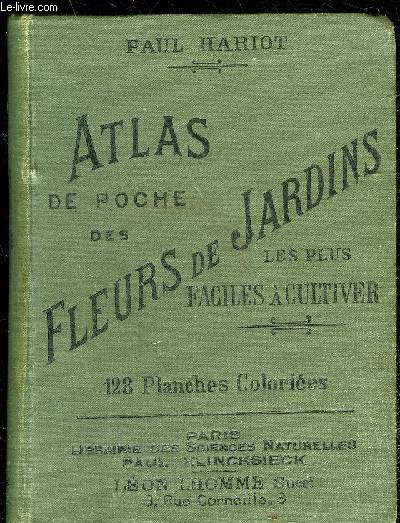 Le-livre.com
PAUL HARIOT
ATLAS
DE POCHE
DES
FLEURS DE JARDINS
LES PLUS
FACILES À CULTIVER
128 Planches Coloriées
PARIS
LIBRAIRIE DES SCIENCES NATURELLES
PAUL KLINCKSIECK
LÉON LHOMME Succr
3, Rue Corneille, 3